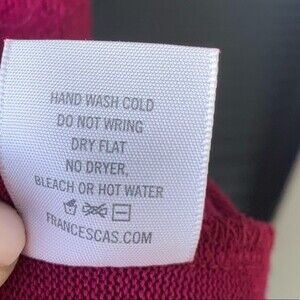 HAND WASH COLD
DO NOT WRING
DRY FLAT
NO DRYER,
BLEACH OR HOT WATER
FRANCESCAS.COM